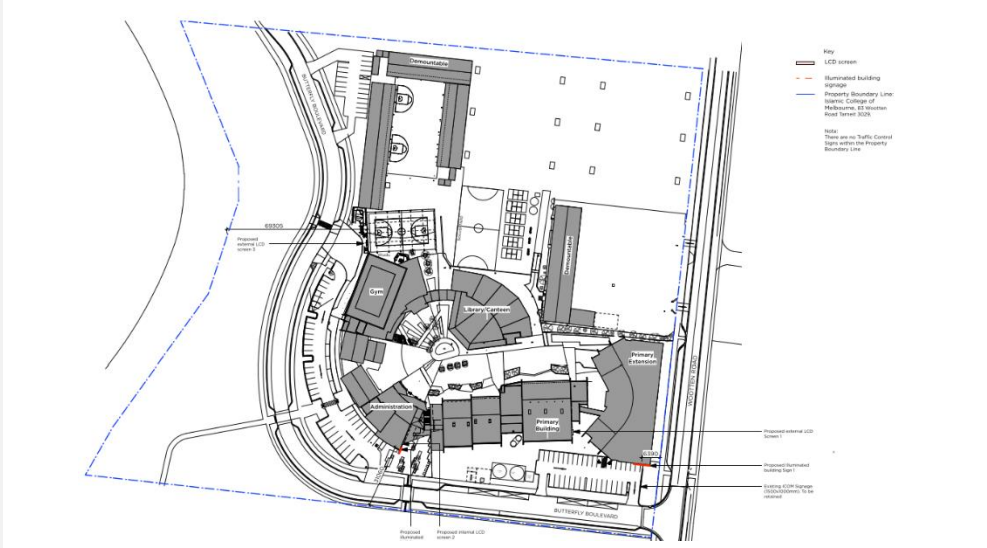 Key
LCD screen
Illuminated building
signage
Property Boundary Line:
Islamic College of
Melbourne, 83 Wootten
Road Tarneit 3029
Note:
There are no Traffic Control
Signs within the Property
Boundary Line
Demountable
BUTTERFLY BOULEVARD
69305
Proposed
external LCD
screen 3
Demountable
Gym
Library/Canteen
Primary
Extension
WOOTTEN ROAD
Administration
Primary
Building
Proposed external LCD
Screen 1
Proposed Illuminated
building Sign 1
Existing ICOM Signage
To be
retained
BUTTERFLY BOULEVARD
Proposed
Illuminated
Proposed internal LCD
screen 2